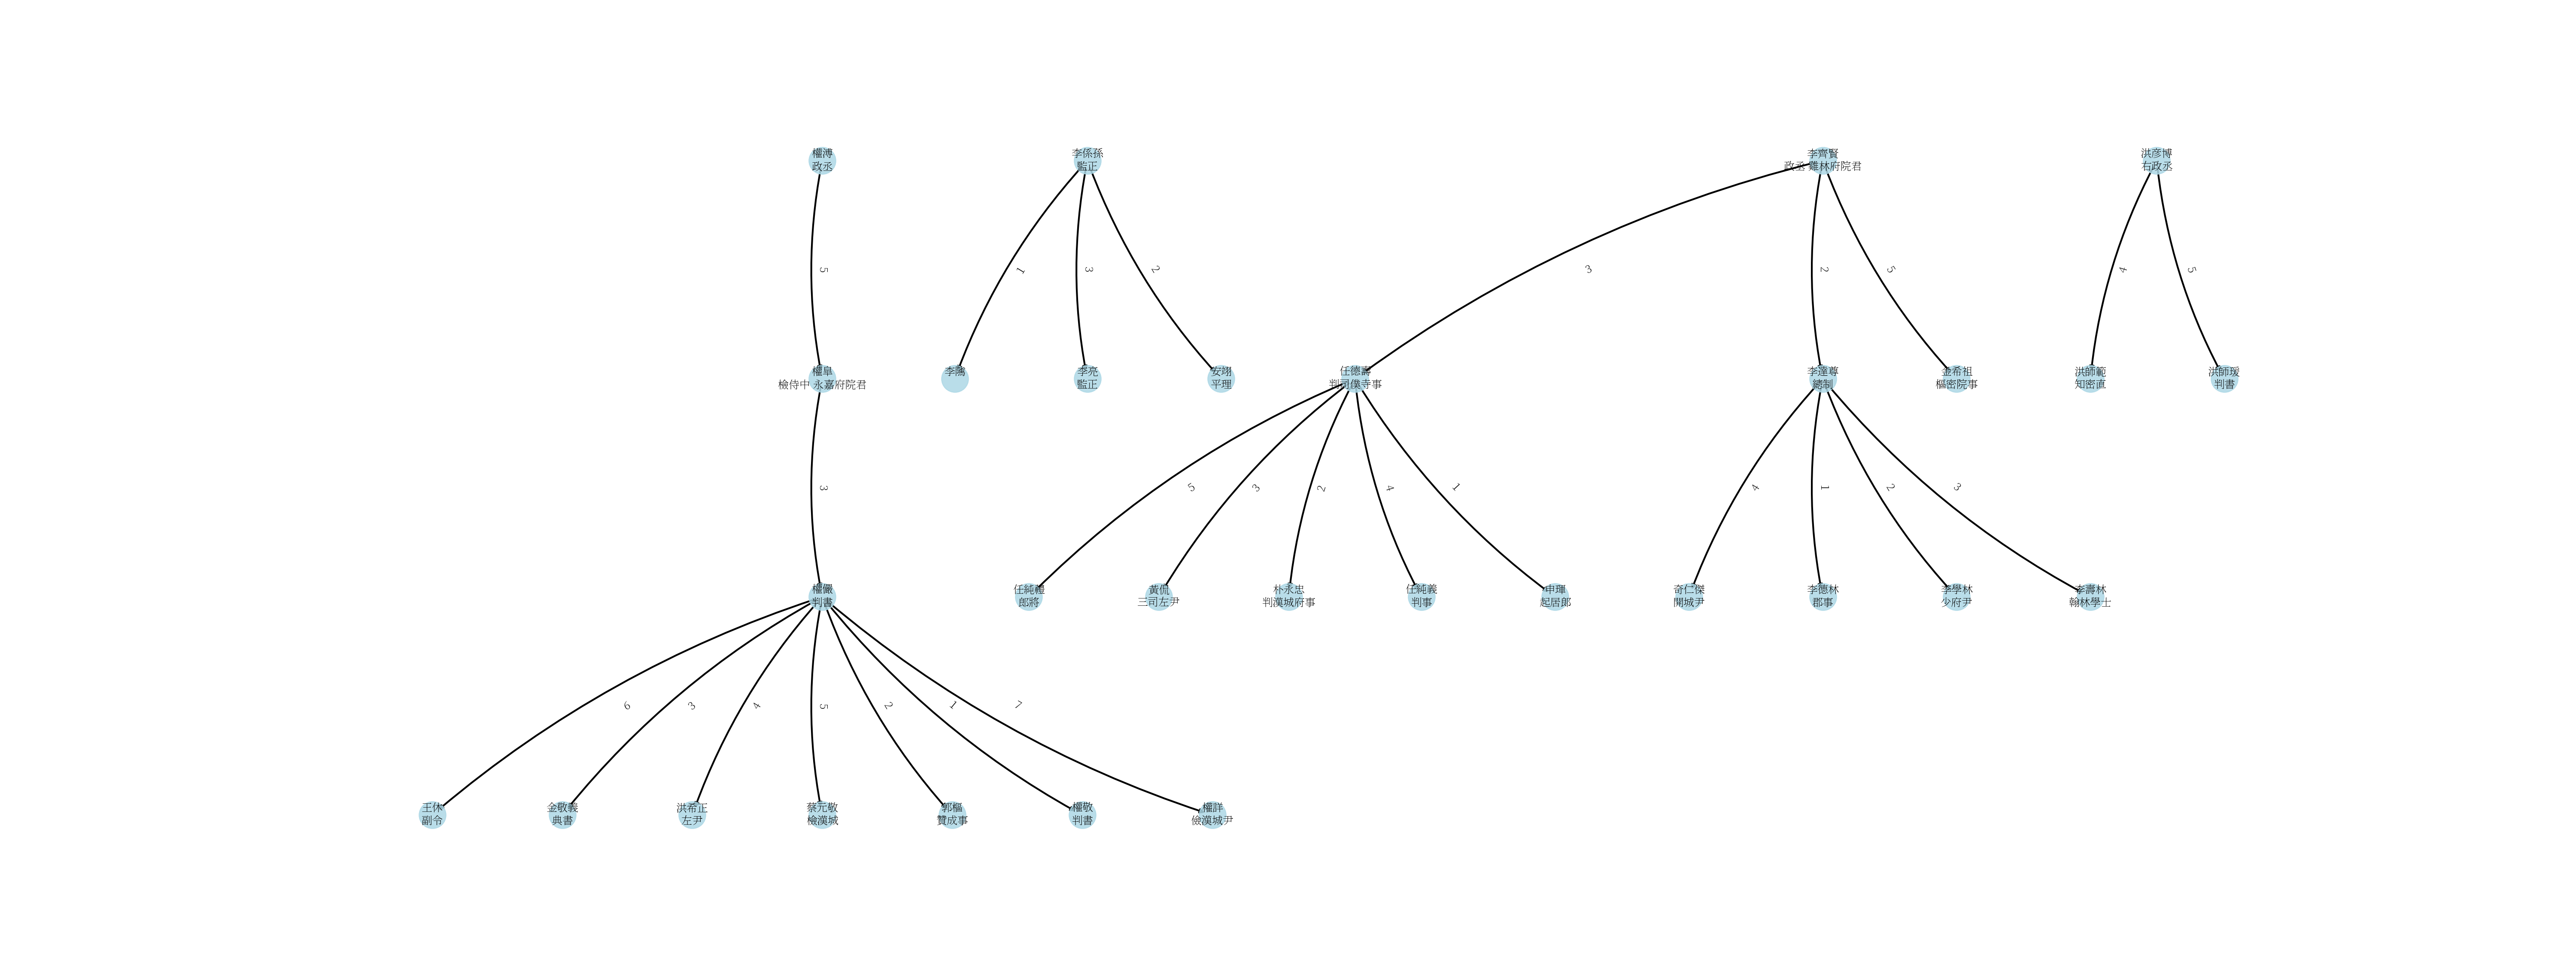 權溥
政丞
李係孫
監正
李齊賢
政丞 雞林府院君
洪彦博
右政丞
5
1
3
2
3
2
5
4
5
權皐
檢侍中 永嘉府院君
李亮
監正
安翊
平理
任德壽
判司僕寺事
李達尊
總制
金希祖
樞密院事
洪師範
知密直
洪師瑗
判書
3
5
3
2
4
1
4
1
2
3
權儼
判書
任純禮
郎將
黃侃
三司左尹
朴永忠
判漢城府事
任純義
判事
申琿
起居郎
奇仁傑
開城尹
李德林
郡事
李學林
少府尹
李壽林
翰林學士
6
3
4
5
2
1
7
王休
副令
金敬義
典書
洪希正
左尹
蔡元敬
檢漢城
郭樞
贊成事
權敬
判書
權詳
儉漢城尹